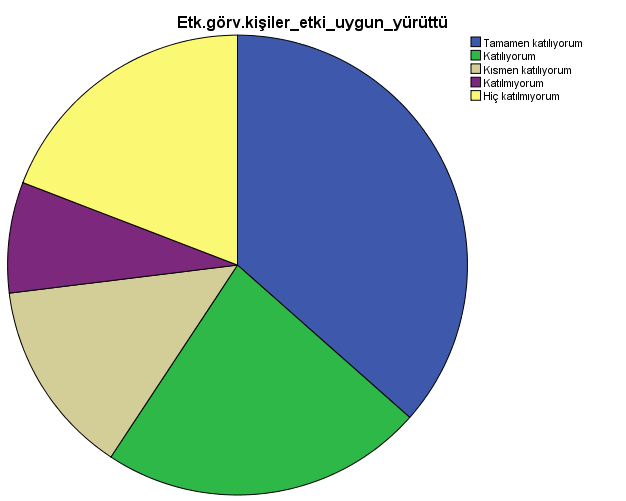 Etk.görv.kişiler_etki_uygun_yürüttü
Tamamen katılıyorum
Katılıyorum
Kısmen katılıyorum
Katılmıyorum
Hiç katılmıyorum